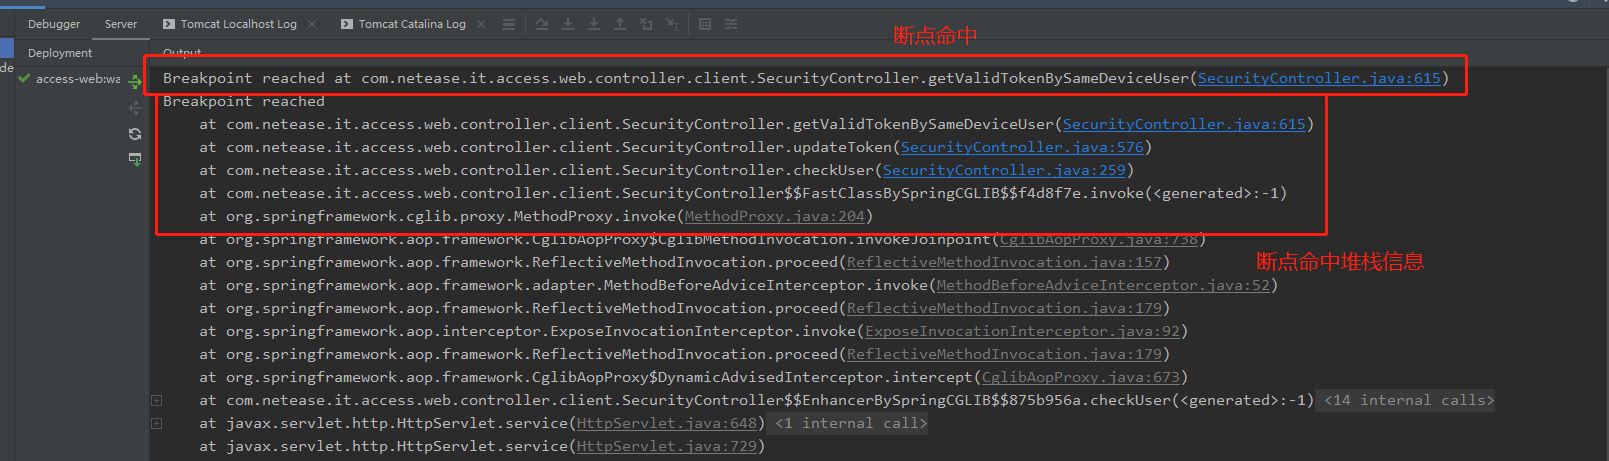 Debugger Server Tomcat Localhost Log Tomcat Catalina Log
断点命中
Deployment Output
access-web:wa
Breakpoint reached at com.netease.it.access.web.controller.client.SecurityController.getValidTokenBySameDeviceUser(SecurityController.java:615)
Breakpoint reached
at com.netease.it.access.web.controller.client.SecurityController.getValidTokenBySameDeviceUser(SecurityController.java:615)
at com.netease.it.access.web.controller.client.SecurityController.updateToken(SecurityController.java:576)
at com.netease.it.access.web.controller.client.SecurityController.checkUser(SecurityController.java:259)
at com.netease.it.access.web.controller.client.SecurityController$$FastClassBySpringCGLIB$$f4d8f7e.invoke(<generated>:-1)
at org.springframework.cglib.proxy.MethodProxy.invoke(MethodProxy.java:204)
at org.springframework.aop.framework.CglibAopProxy$CglibMethodInvocation.invokeJoinpoint(CglibAopProxy.java:738)
at org.springframework.aop.framework.ReflectiveMethodInvocation.proceed(ReflectiveMethodInvocation.java:157)
断点命中堆栈信息
at org.springframework.aop.framework.adapter.MethodBeforeAdviceInterceptor.invoke(MethodBeforeAdviceInterceptor.java:52)
at org.springframework.aop.framework.ReflectiveMethodInvocation.proceed(ReflectiveMethodInvocation.java:179)
at org.springframework.aop.interceptor.ExposeInvocationInterceptor.invoke(ExposeInvocationInterceptor.java:92)
at org.springframework.aop.framework.ReflectiveMethodInvocation.proceed(ReflectiveMethodInvocation.java:179)
at org.springframework.aop.framework.CglibAopProxy$DynamicAdvisedInterceptor.intercept(CglibAopProxy.java:673)
at com.netease.it.access.web.controller.client.SecurityController$$EnhancerBySpringCGLIB$$875b956a.checkUser(<generated>:-1) <14 internal calls>
at javax.servlet.http.HttpServlet.service(HttpServlet.java:648) <1 internal call>
at javax.servlet.http.HttpServlet.service(HttpServlet.java:729)